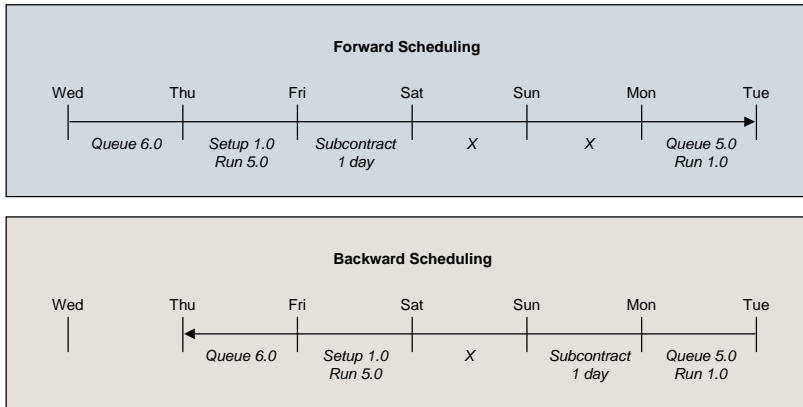 Forward Scheduling
Wed Thu Fri Sat Sun Mon Tue
Queue 6.0 Setup 1.0 Subcontract X X Queue 5.0
Run 5.0 1 day Run 1.0
Backward Scheduling
Wed Thu Fri Sat Sun Mon Tue
Queue 6.0 Setup 1.0 X Subcontract Queue 5.0
Run 5.0 1 day Run 1.0